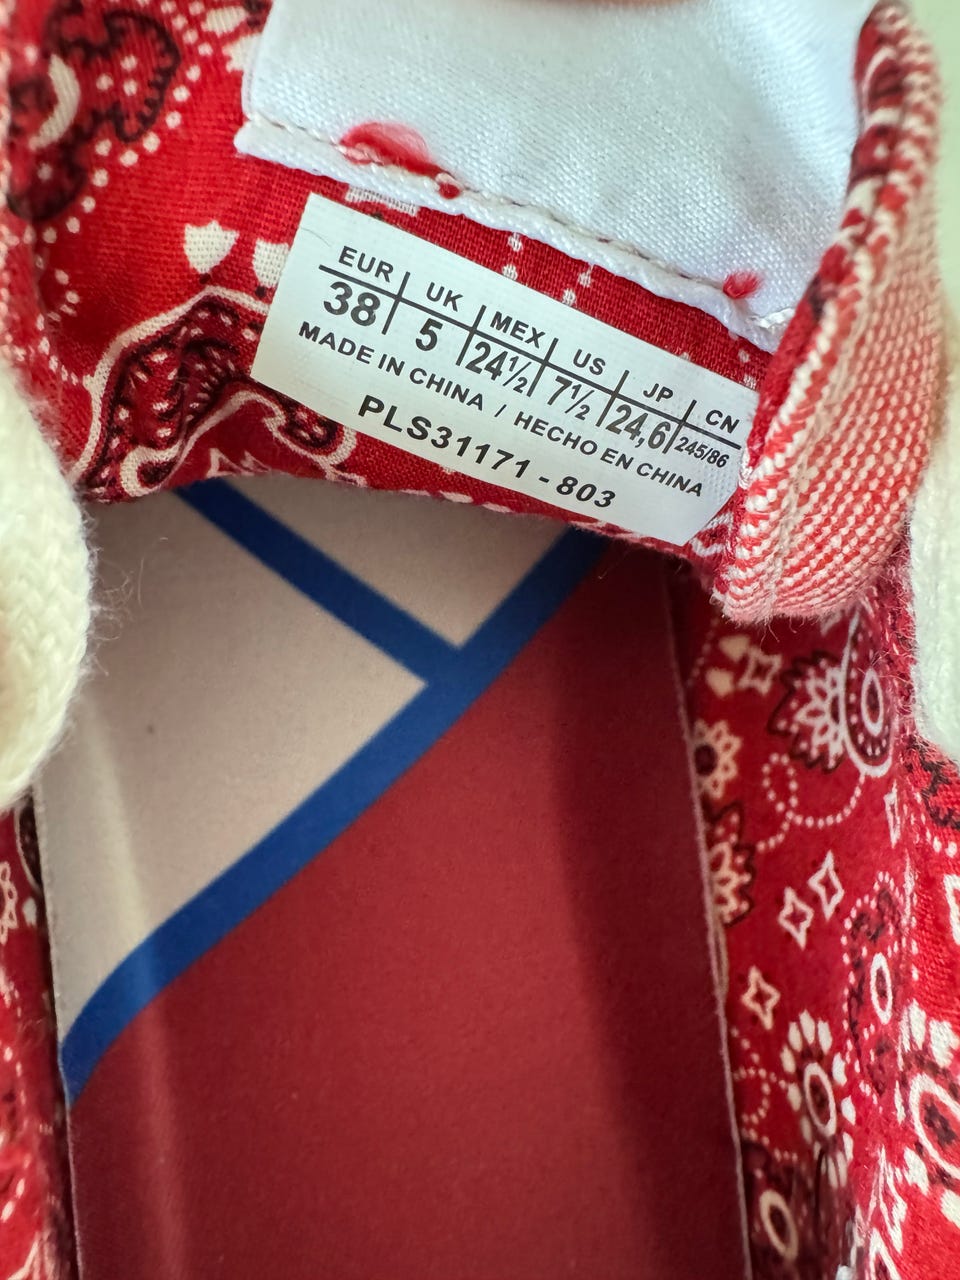 EUR UK MEX US JP CN
38 5 24½ 7½ 24,6 245/86
MADE IN CHINA / HECHO EN CHINA
PLS31171 - 803